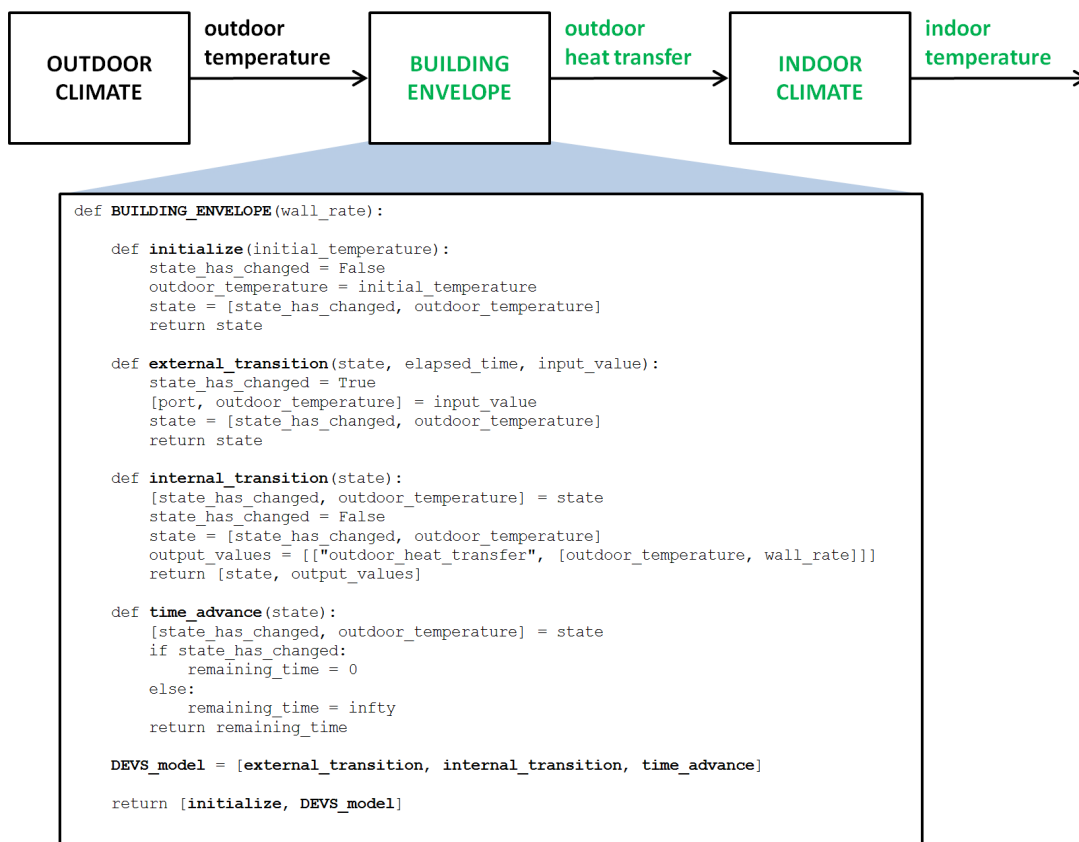 outdoor
temperature
outdoor
heat transfer
indoor
temperature
OUTDOOR
CLIMATE
BUILDING
ENVELOPE
INDOOR
CLIMATE
def BUILDING_ENVELOPE(wall_rate):
    def initialize(initial_temperature):
        state_has_changed = False
        outdoor_temperature = initial_temperature
        state = [state_has_changed, outdoor_temperature]
        return state
    def external_transition(state, elapsed_time, input_value):
        state_has_changed = True
        [port, outdoor_temperature] = input_value
        state = [state_has_changed, outdoor_temperature]
        return state
    def internal_transition(state):
        [state_has_changed, outdoor_temperature] = state
        state_has_changed = False
        state = [state_has_changed, outdoor_temperature]
        output_values = [["outdoor_heat_transfer", [outdoor_temperature, wall_rate]]]
        return [state, output_values]
    def time_advance(state):
        [state_has_changed, outdoor_temperature] = state
        if state_has_changed:
            remaining_time = 0
        else:
            remaining_time = infty
        return remaining_time
    DEVS_model = [external_transition, internal_transition, time_advance]
    return [initialize, DEVS_model]